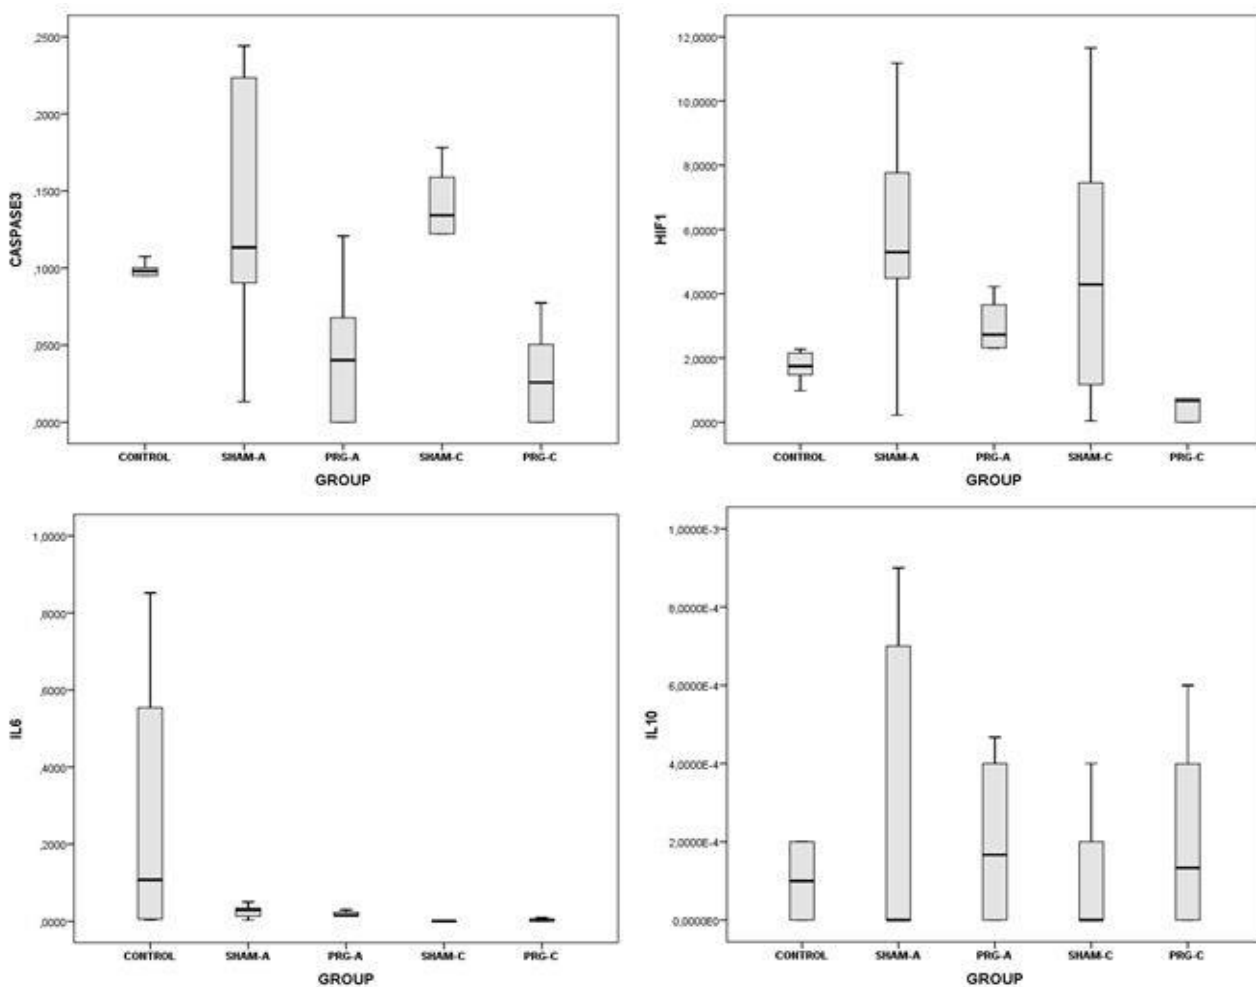 ,2500
,2000
,1500
,1000
,0500
,0000
CASPASE3
CONTROL SHAM-A PRG-A SHAM-C PRG-C
GROUP
12,0000
10,0000
8,0000
6,0000
4,0000
2,0000
,0000
HIF1
CONTROL SHAM-A PRG-A SHAM-C PRG-C
GROUP
1,0000
,8000
,6000
,4000
,2000
,0000
IL6
CONTROL SHAM-A PRG-A SHAM-C PRG-C
GROUP
1,0000E-3
8,0000E-4
6,0000E-4
4,0000E-4
2,0000E-4
0,0000E0
IL10
CONTROL SHAM-A PRG-A SHAM-C PRG-C
GROUP